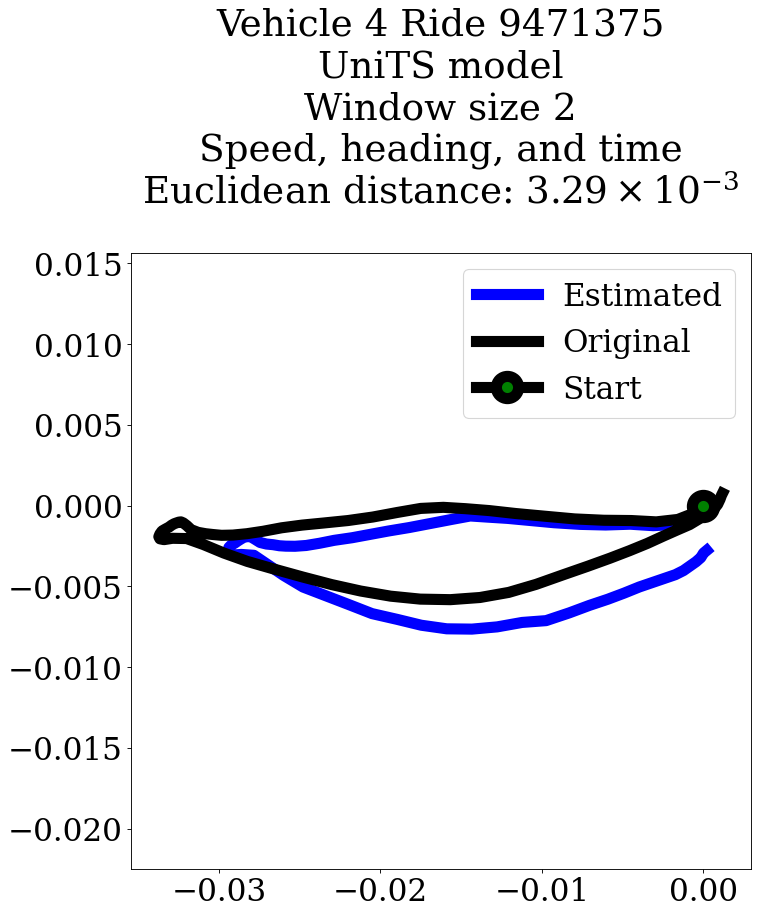 Vehicle 4 Ride 9471375
UniTS model
Window size 2
Speed, heading, and time
Euclidean distance: 3.29 × 10⁻³
Estimated
Original
Start
0.015
0.010
0.005
0.000
−0.005
−0.010
−0.015
−0.020
−0.03
−0.02
−0.01
0.00